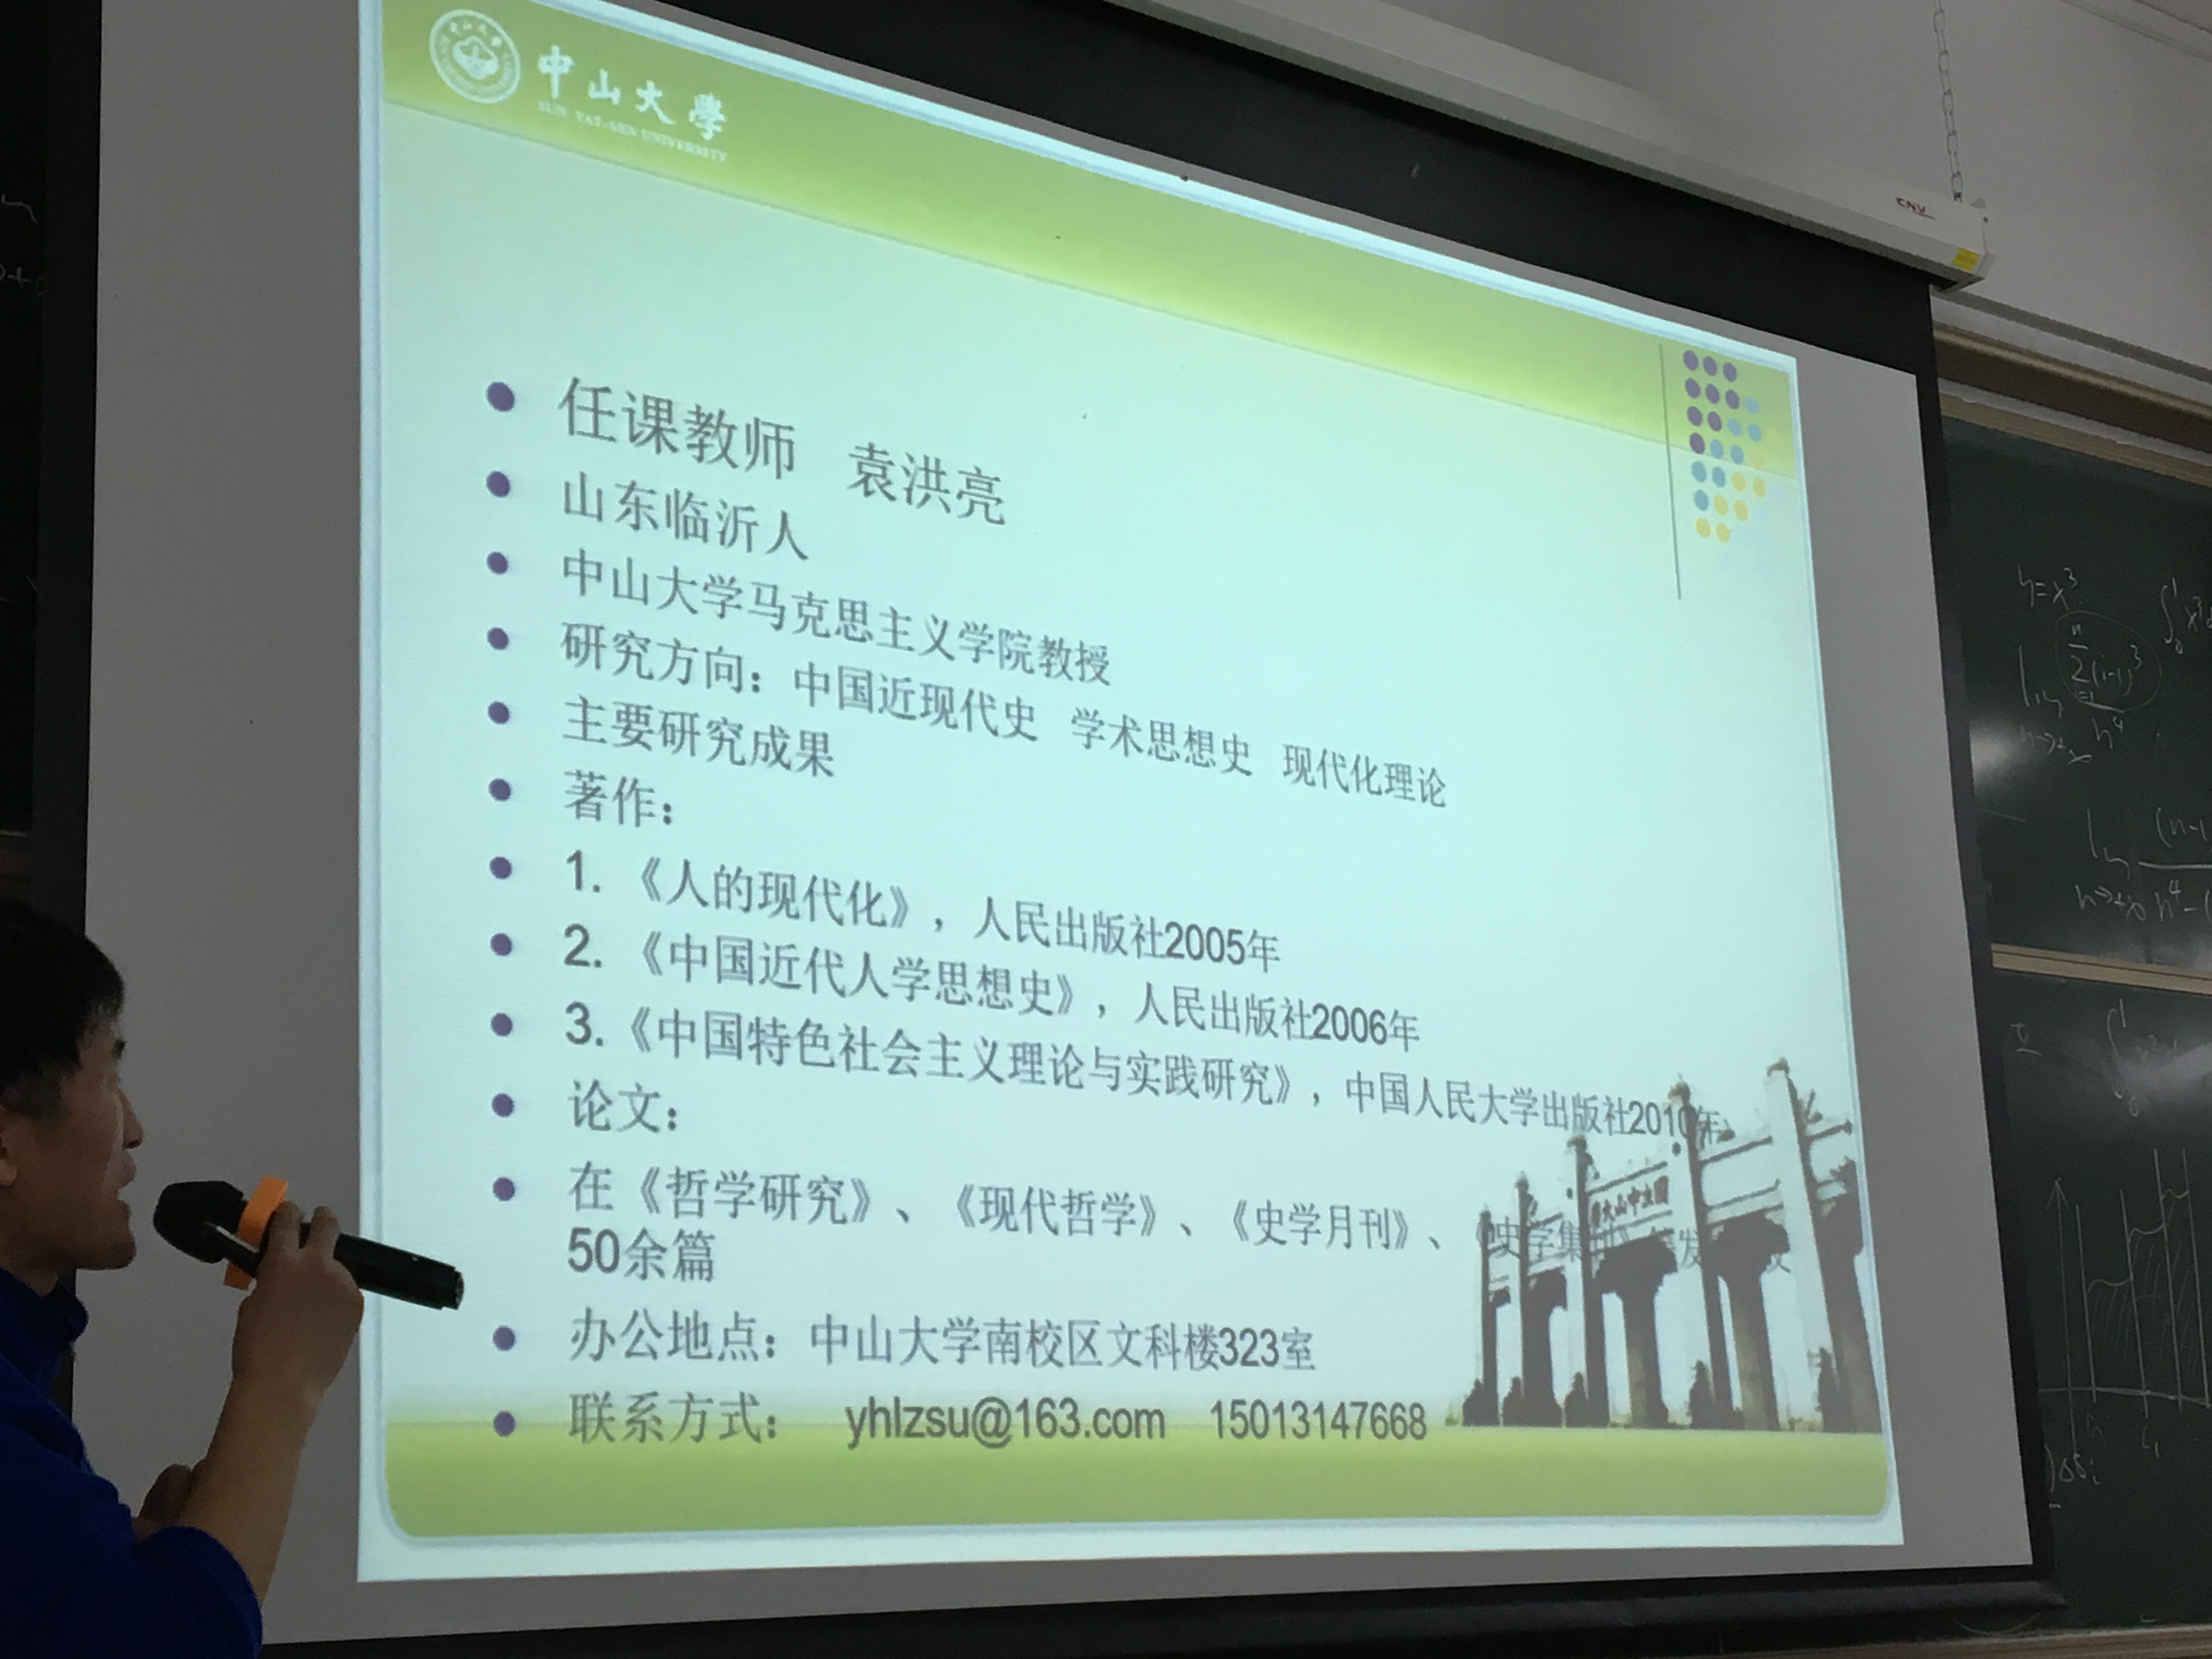 中山大學
SUN YAT-SEN UNIVERSITY
CNV
任课教师 袁洪亮
山东临沂人
中山大学马克思主义学院教授
研究方向：中国近现代史 学术思想史 现代化理论
主要研究成果
著作：
1. 《人的现代化》，人民出版社2005年
2. 《中国近代人学思想史》，人民出版社2006年
3.《中国特色社会主义理论与实践研究》，中国人民大学出版社2010年
论文：
在《哲学研究》、《现代哲学》、《史学月刊》、《史学集刊》等发
50余篇
办公地点：中山大学南校区文科楼323室
联系方式： yhlzsu@163.com 15013147668
y=x³